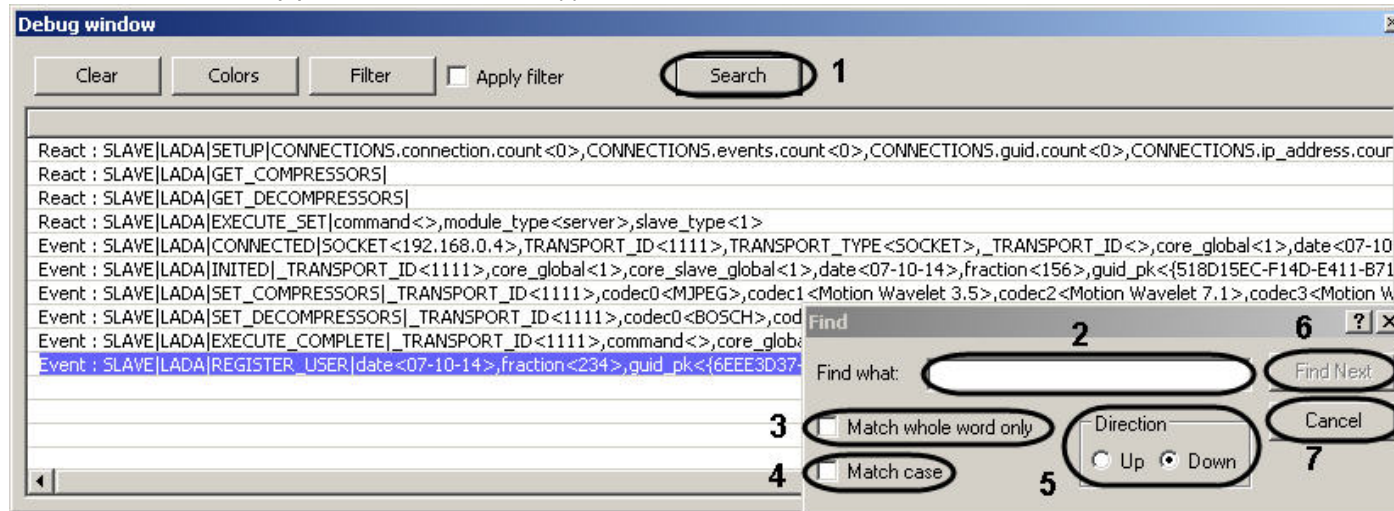 Debug window
Clear Colors Filter Apply filter Search 1
React : SLAVE|LADA|SETUP|CONNECTIONS.connection.count<0>,CONNECTIONS.events.count<0>,CONNECTIONS.guid.count<0>,CONNECTIONS.ip_address.cour
React : SLAVE|LADA|GET_COMPRESSORS|
React : SLAVE|LADA|GET_DECOMPRESSORS|
React : SLAVE|LADA|EXECUTE_SET|command<>,module_type<server>,slave_type<1>
Event : SLAVE|LADA|CONNECTED|SOCKET<192.168.0.4>,TRANSPORT_ID<1111>,TRANSPORT_TYPE<SOCKET>,_TRANSPORT_ID<>,core_global<1>,date<07-10
Event : SLAVE|LADA|INITED|_TRANSPORT_ID<1111>,core_global<1>,core_slave_global<1>,date<07-10-14>,fraction<156>,guid_pk<{518D15EC-F14D-E411-B71
Event : SLAVE|LADA|SET_COMPRESSORS|_TRANSPORT_ID<1111>,codec0<MJPEG>,codec1<Motion Wavelet 3.5>,codec2<Motion Wavelet 7.1>,codec3<Motion W
Event : SLAVE|LADA|SET_DECOMPRESSORS|_TRANSPORT_ID<1111>,codec0<BOSCH>,cod
Event : SLAVE|LADA|EXECUTE_COMPLETE|_TRANSPORT_ID<1111>,command<>,core_globa
Event : SLAVE|LADA|REGISTER_USER|date<07-10-14>,fraction<234>,guid_pk<{6EEE3D37-
Find 2 6 ?
Find what: Find Next
3 Match whole word only Direction Cancel
4 Match case 5 Up Down 7